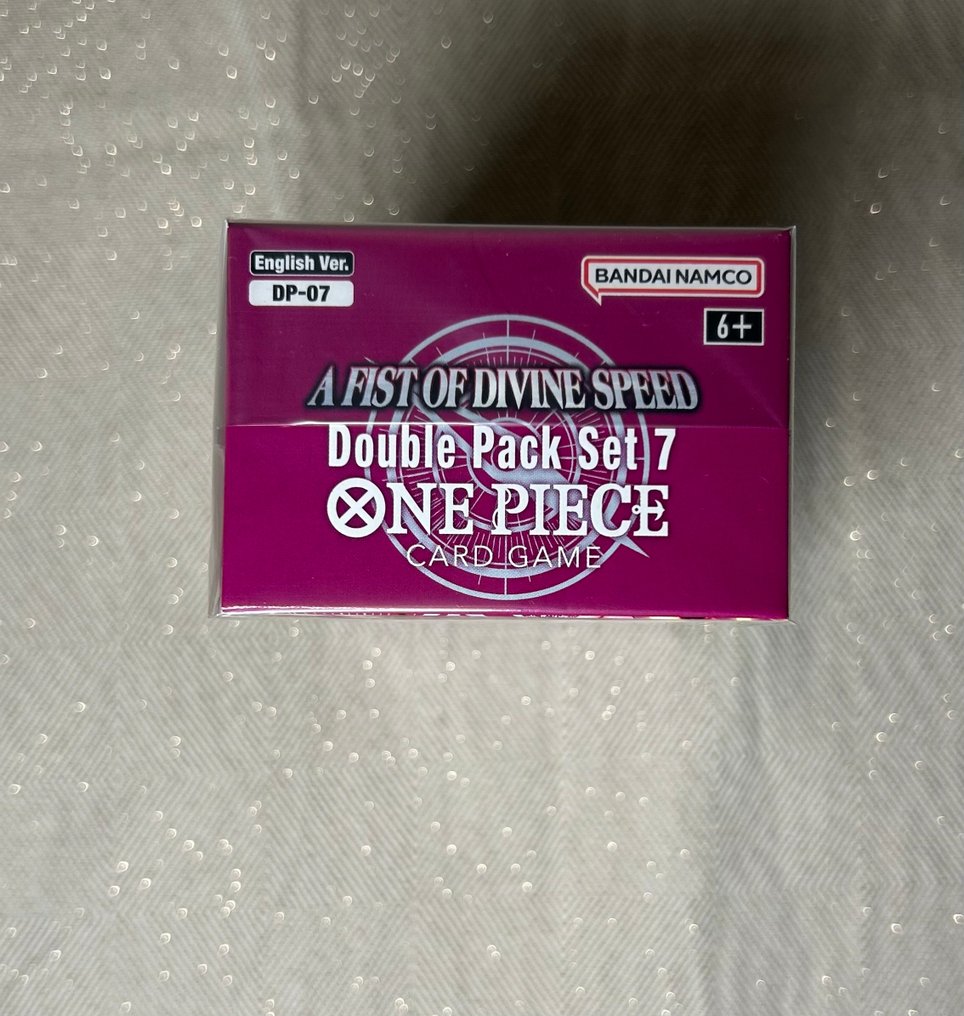 English Ver.
DP-07
BANDAI NAMCO
6+
A FIST OF DIVINE SPEED
Double Pack Set 7
ONE PIECE
CARD GAME